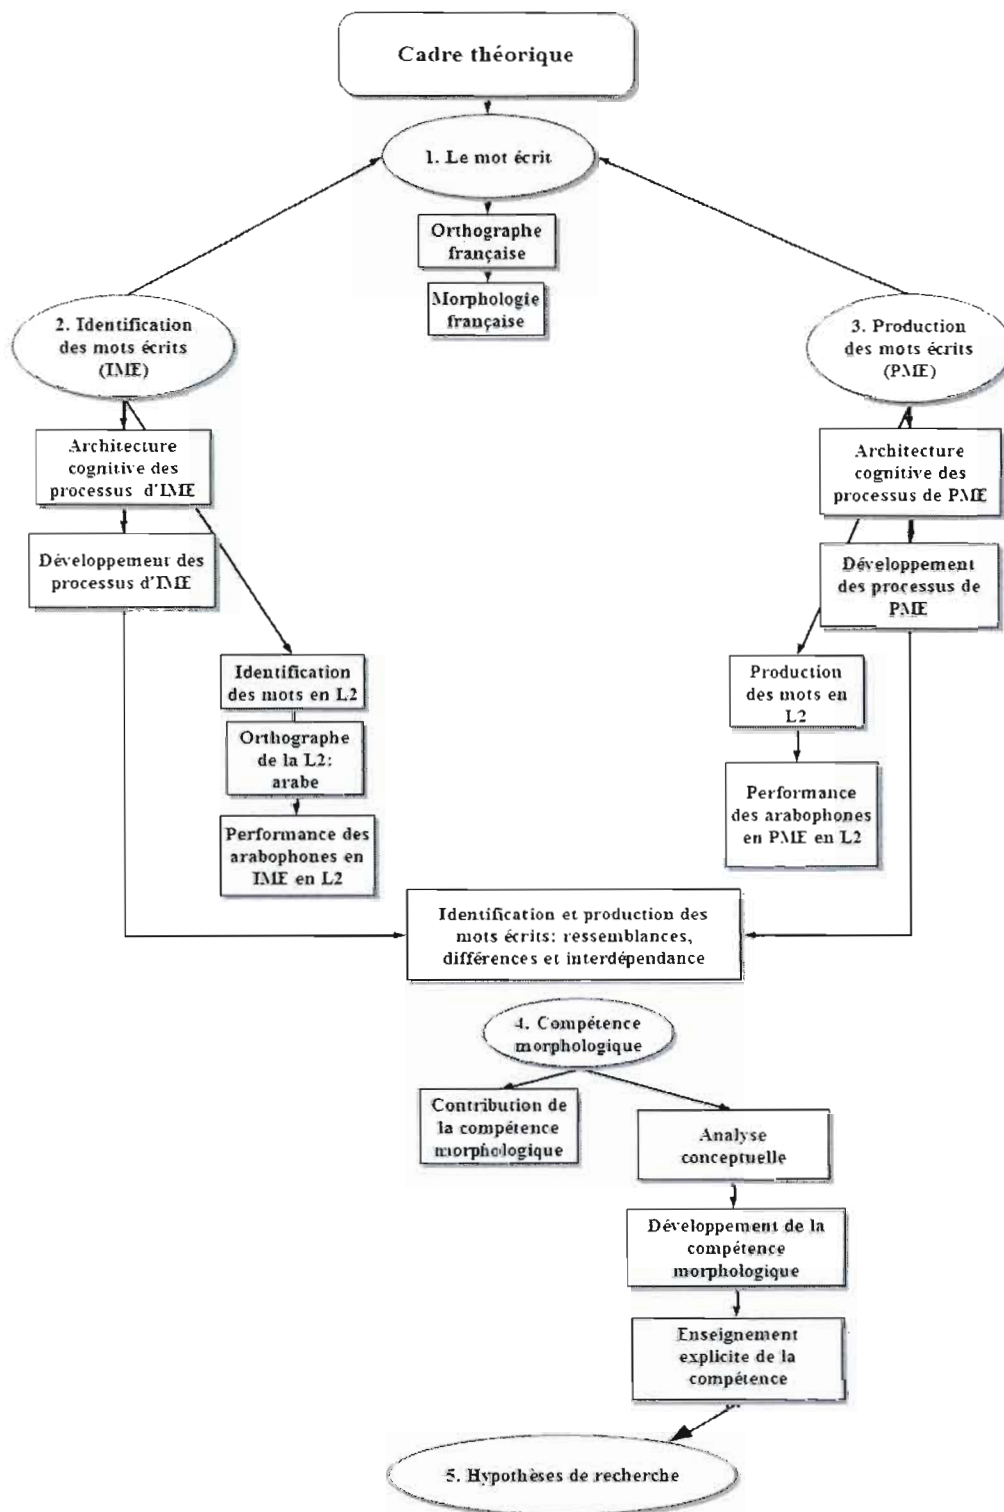 Cadre théorique
1. Le mot écrit
Orthographe
française
Morphologie
française
2. Identification
des mots écrits
(IME)
3. Production
des mots écrits
(PME)
Architecture
cognitive des
processus d'IME
Architecture
cognitive des
processus de PME
Développement des
processus d'IME
Développement
des processus de
PME
Identification
des mots en L2
Production
des mots en
L2
Orthographe
de la L2:
arabe
Performance des
arabophones en
IME en L2
Performance
des arabophones
en PME en L2
Identification et production des
mots écrits: ressemblances,
différences et interdépendance
4. Compétence
morphologique
Contribution de
la compétence
morphologique
Analyse
conceptuelle
Développement de la
compétence
morphologique
Enseignement
explicite de la
compétence
5. Hypothèses de recherche